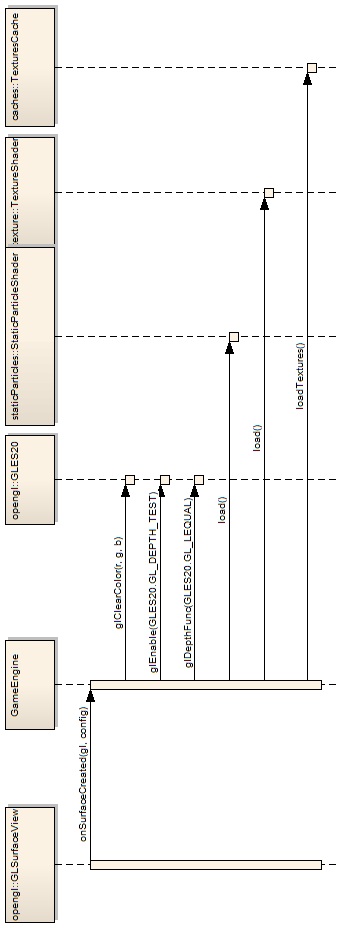 opengl::GLSurfaceView
GameEngine
opengl::GLES20
staticParticles::StaticParticleShader
texture::TextureShader
caches::TexturesCache
onSurfaceCreated(gl, config)
glClearColor(r, g, b)
glEnable(GLES20.GL_DEPTH_TEST)
glDepthFunc(GLES20.GL_LEQUAL)
load()
load()
loadTextures()